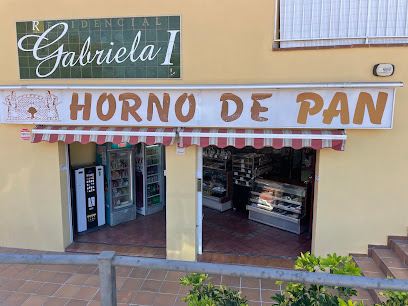 RESIDENCIAL
Gabriela I
HORNO DE PAN